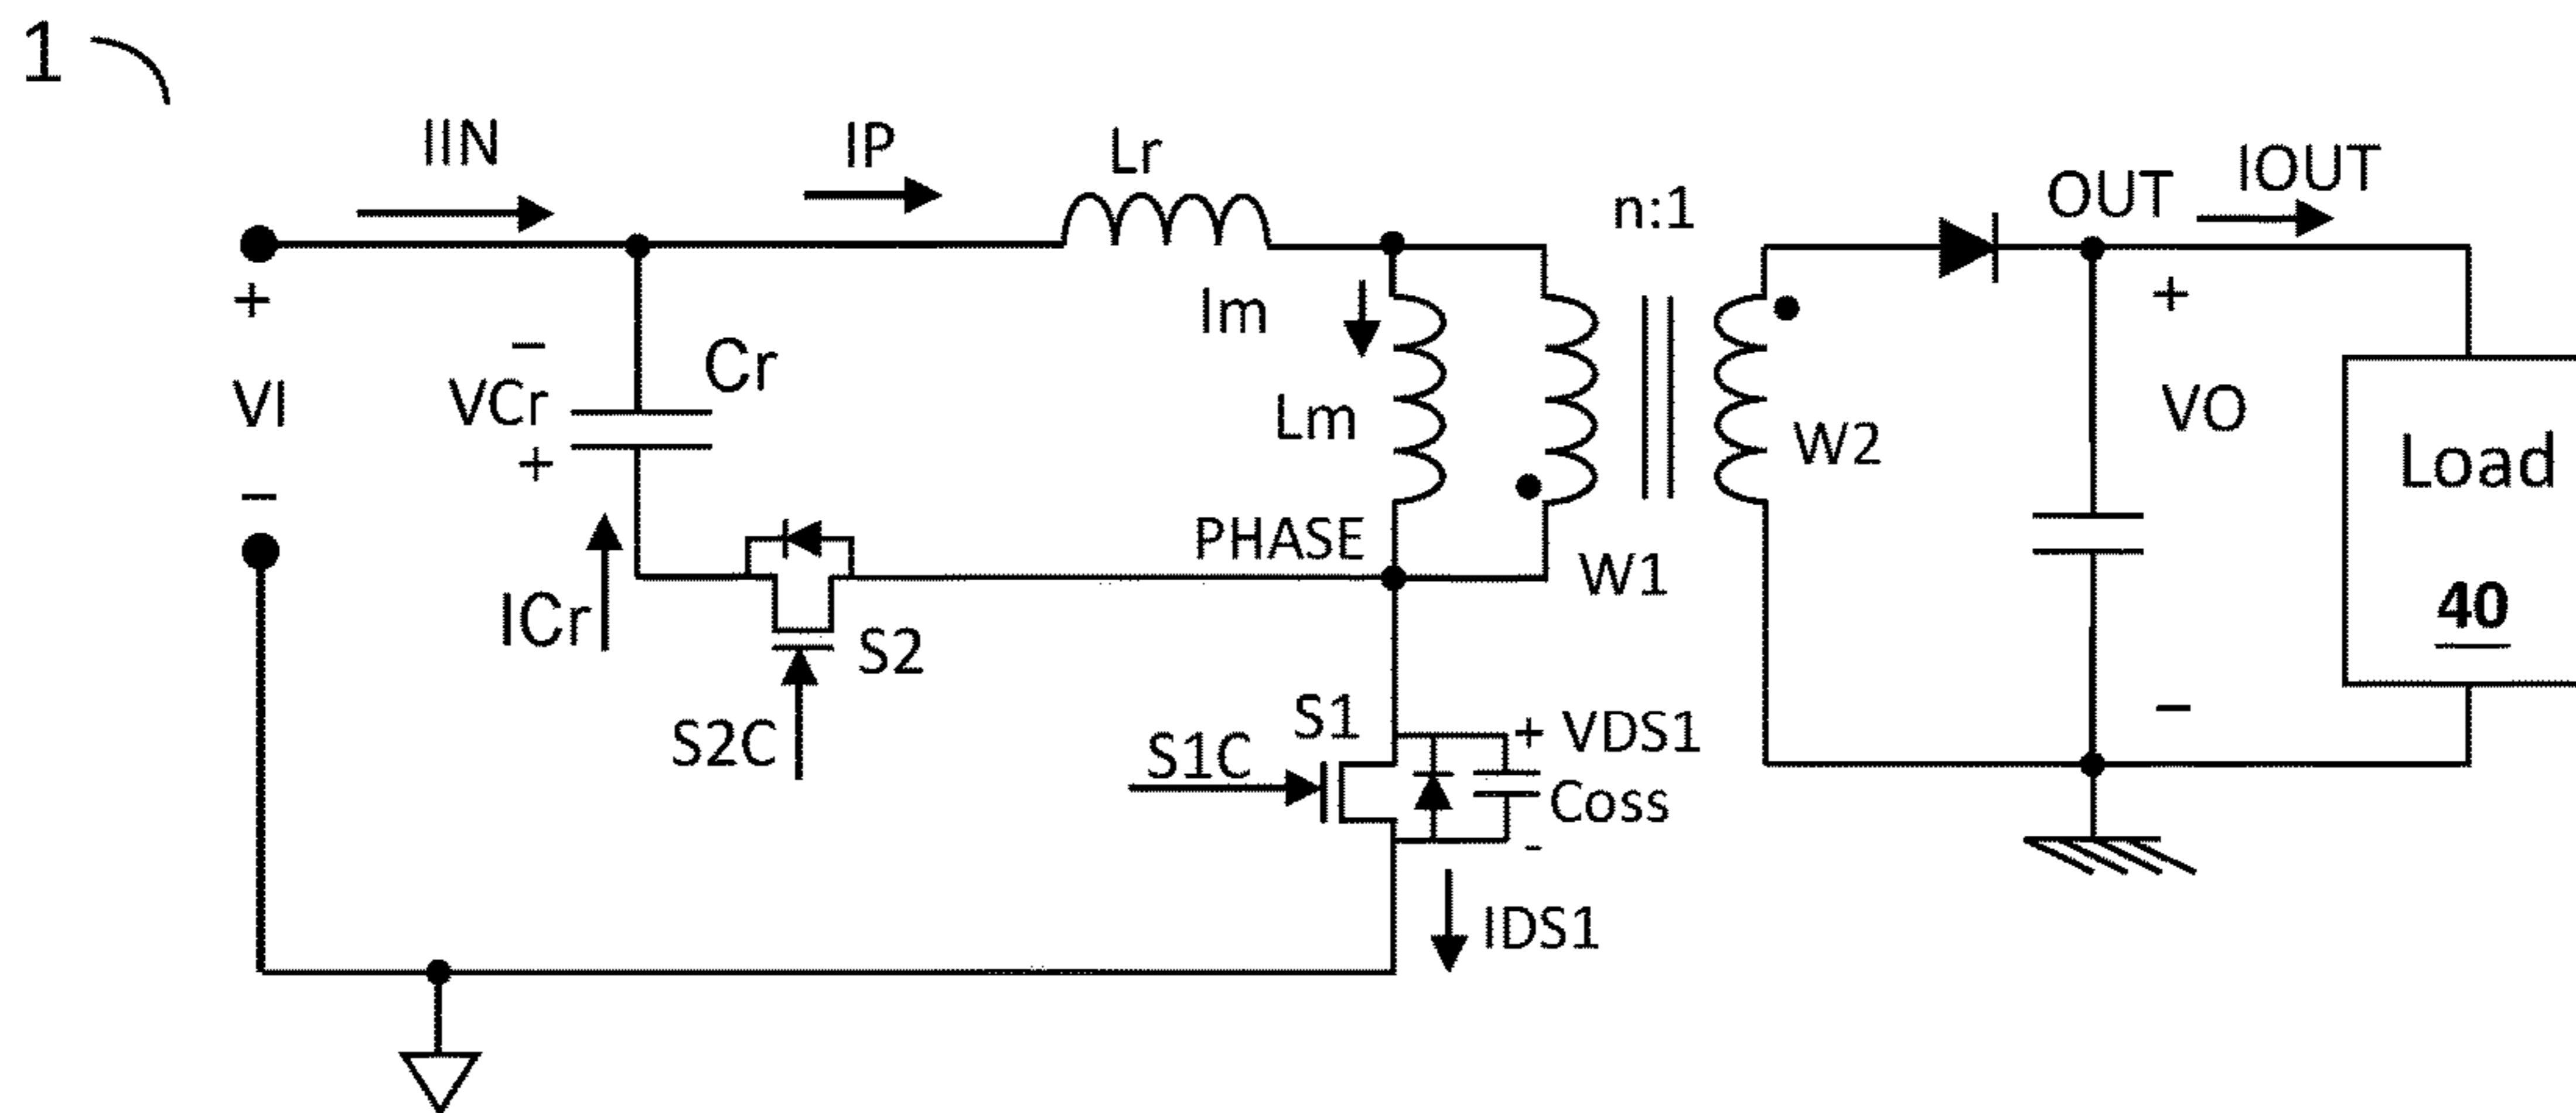 1
IIN
IP
Lr
n:1
OUT
IOUT
+
VI
−
−
VCr
+
Cr
ICr
Im
Lm
PHASE
W1
W2
+
VO
−
Load
40
S2
S2C
S1
S1C
+ VDS1
Coss
-
IDS1